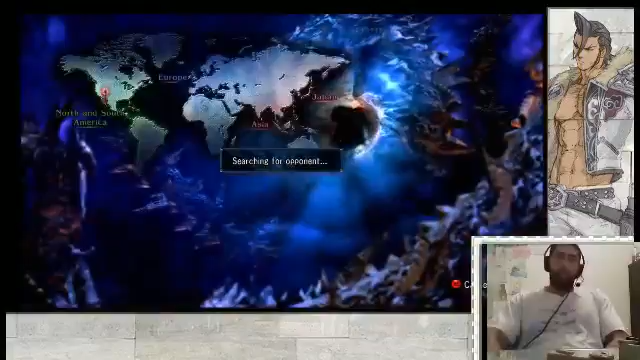 Europe
Japan
North and South
America
Asia
Searching for opponent...